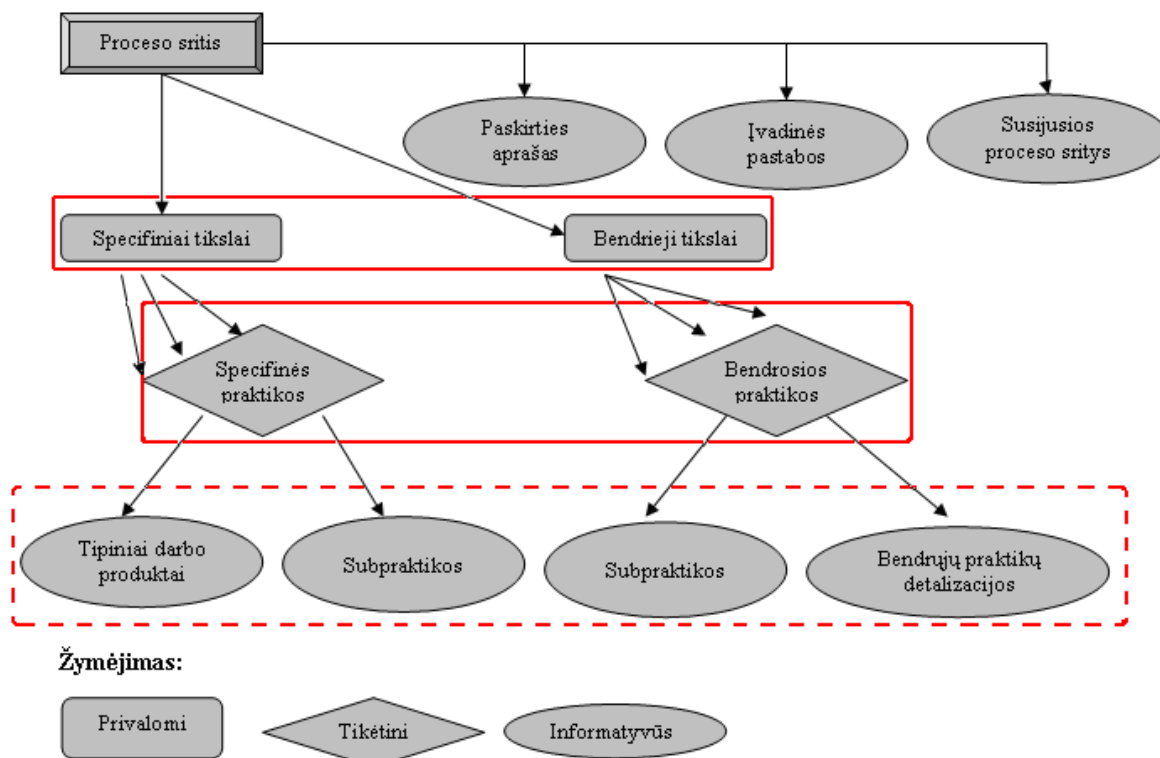 Proceso sritis
Paskirties
aprašas
Įvadinės
pastabos
Susijusios
proceso sritys
Specifiniai tikslai
Bendrieji tikslai
Specifinės
praktikos
Bendrosios
praktikos
Tipiniai darbo
produktai
Subpraktikos
Subpraktikos
Bendrųjų praktikų
detalizacijos
Žymėjimas:
Privalomi
Tikėtini
Informatyvūs